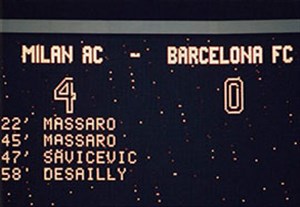 MILAN AC - BARCELONA FC
4 0
22' MASSARO
45' MASSARO
47' SAVICEVIC
58' DESAILLY